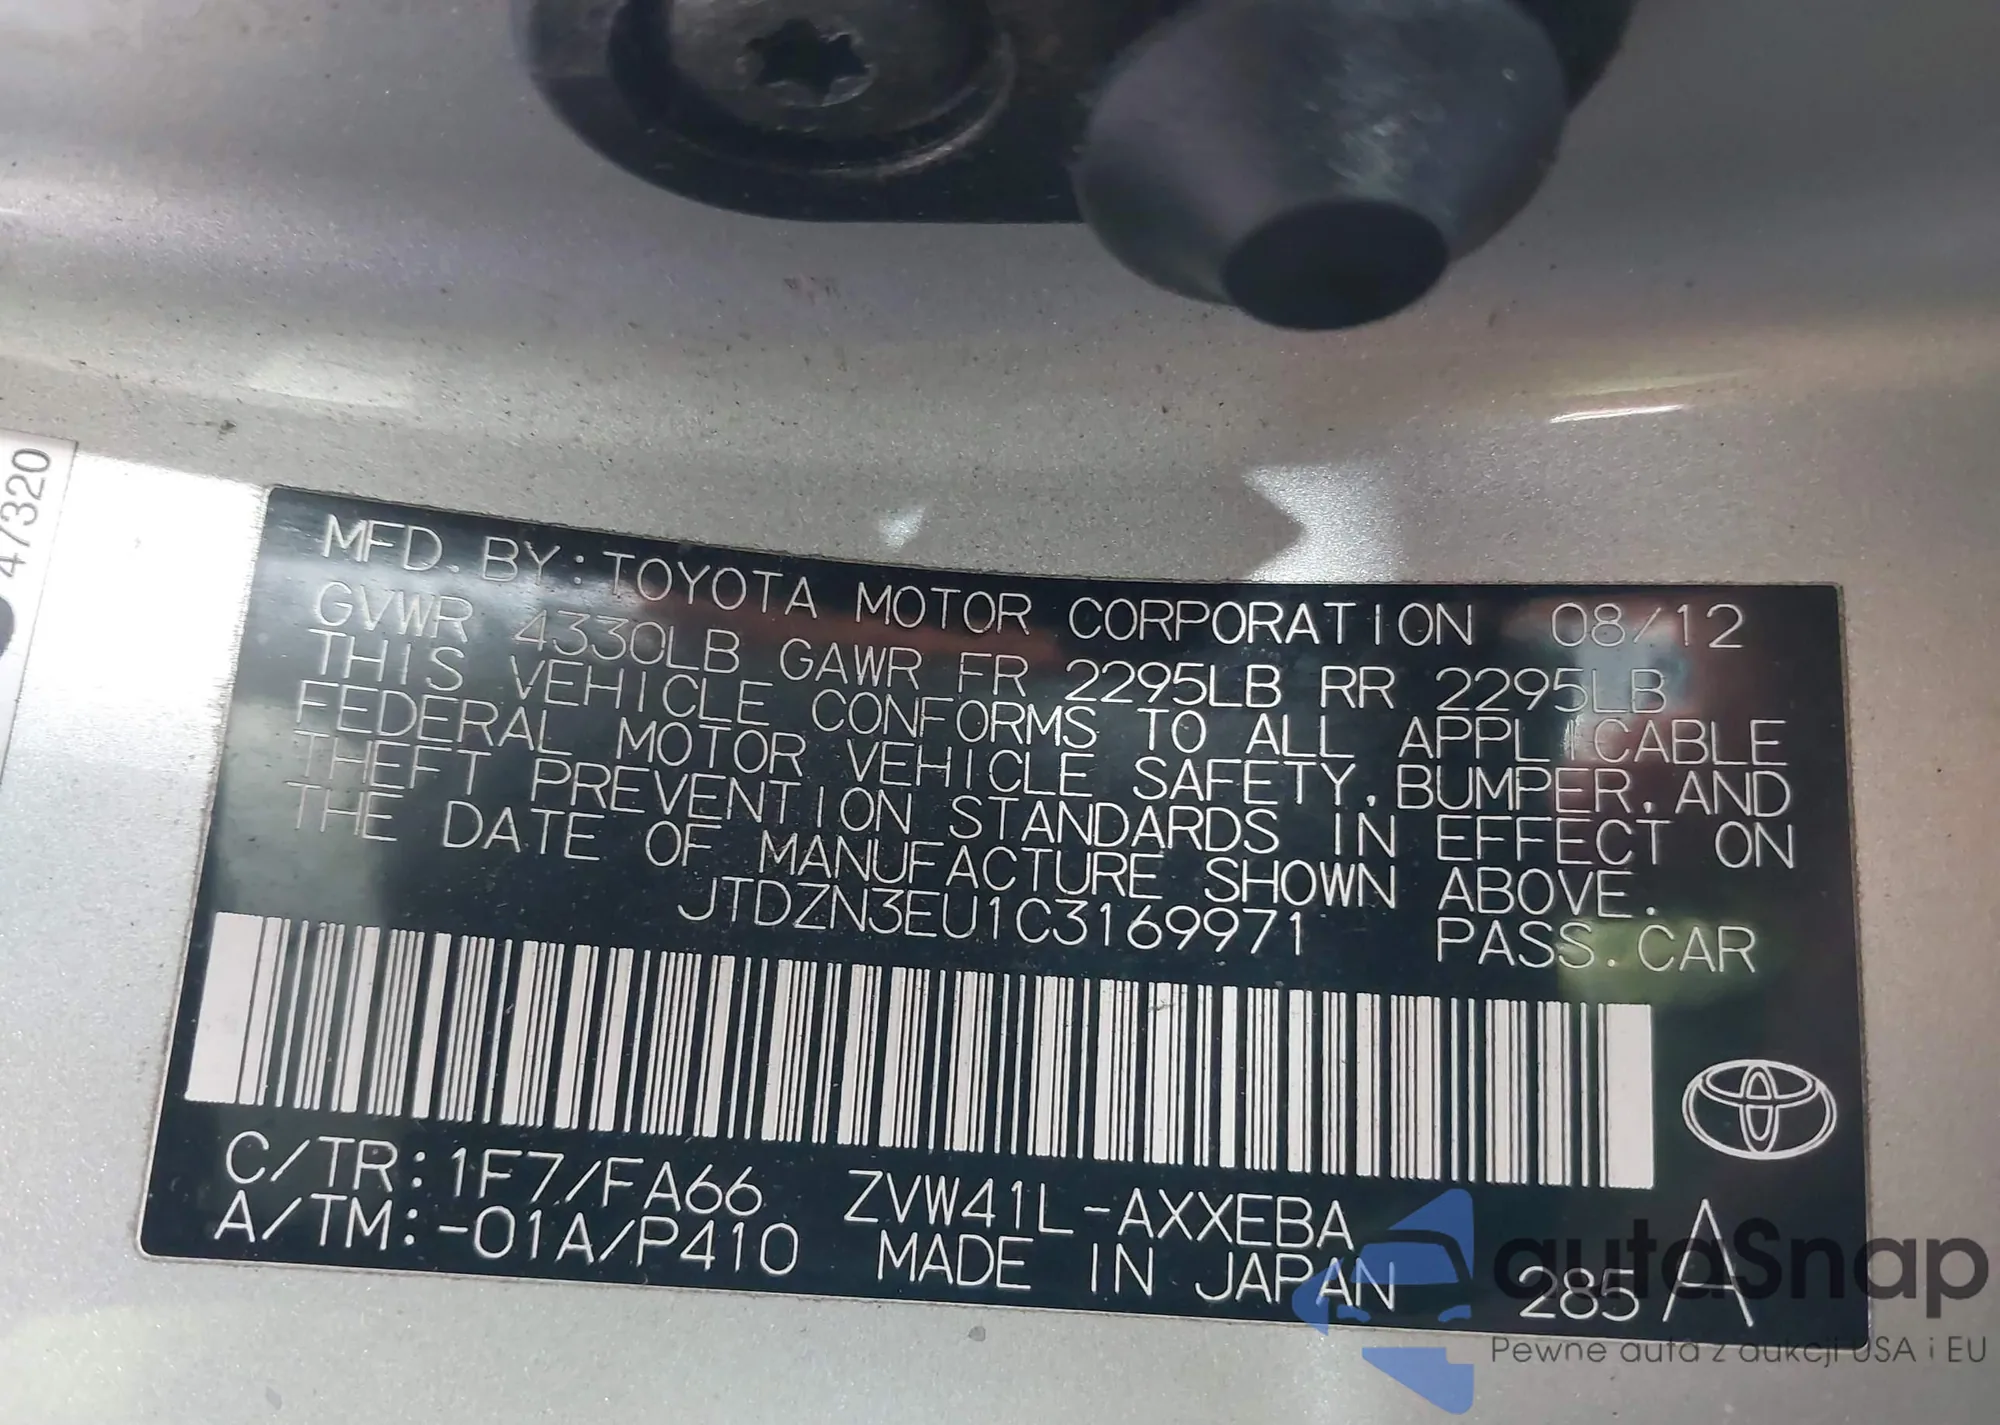 47320
MFD. BY: TOYOTA MOTOR CORPORATION 08/12
GVWR 4330LB GAWR FR 2295LB RR 2295LB
THIS VEHICLE CONFORMS TO ALL APPLICABLE
FEDERAL MOTOR VEHICLE SAFETY, BUMPER, AND
THEFT PREVENTION STANDARDS IN EFFECT ON
THE DATE OF MANUFACTURE SHOWN ABOVE.
JTDZN3EU1C3169971 PASS. CAR
C/TR: 1F7/FA66 ZVW41L-AXXEBA
A/TM: -01A/P410 MADE IN JAPAN 285 A
autaSnap
Pewne auta z aukcji USA i EU